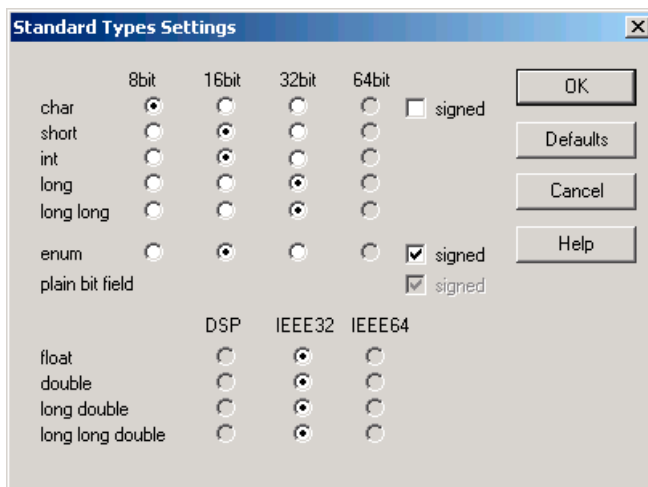 Standard Types Settings
8bit 16bit 32bit 64bit
OK
char signed
short
Defaults
int
long
Cancel
long long
enum signed
Help
plain bit field signed
DSP IEEE32 IEEE64
float
double
long double
long long double